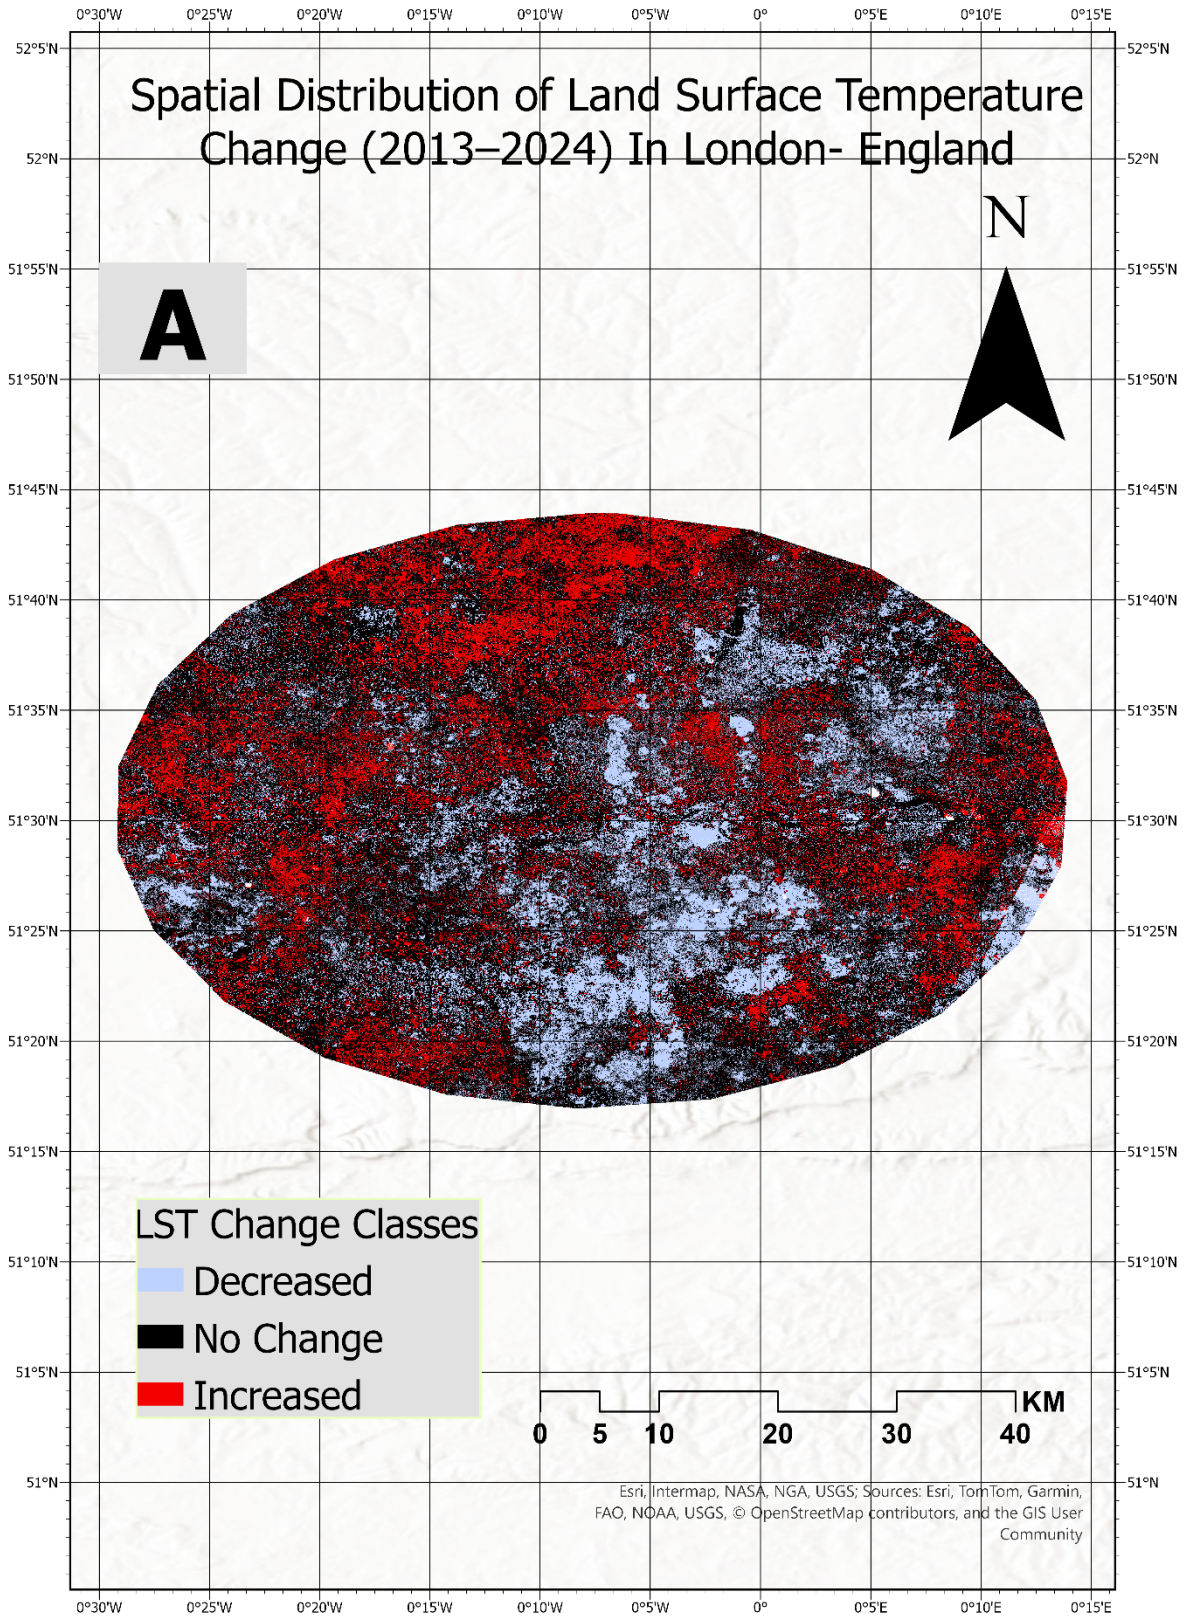 0°30'W 0°25'W 0°20'W 0°15'W 0°10'W 0°5'W 0° 0°5'E 0°10'E 0°15'E
52°5'N 52°5'N
Spatial Distribution of Land Surface Temperature
Change (2013–2024) In London- England
52°N 52°N
N
51°55'N 51°55'N
A
51°50'N 51°50'N
51°45'N 51°45'N
51°40'N 51°40'N
51°35'N 51°35'N
51°30'N 51°30'N
51°25'N 51°25'N
51°20'N 51°20'N
51°15'N 51°15'N
LST Change Classes
51°10'N 51°10'N
Decreased
No Change
51°5'N 51°5'N
Increased
KM
0 5 10 20 30 40
51°N 51°N
Esri, Intermap, NASA, NGA, USGS; Sources: Esri, TomTom, Garmin,
FAO, NOAA, USGS, © OpenStreetMap contributors, and the GIS User
Community
0°30'W 0°25'W 0°20'W 0°15'W 0°10'W 0°5'W 0° 0°5'E 0°10'E 0°15'E